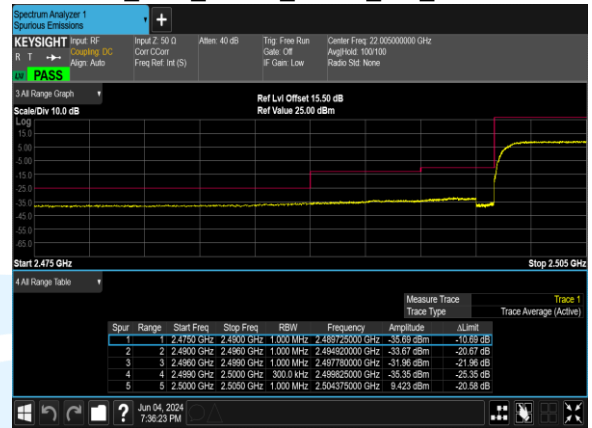 Spectrum Analyzer 1
Spurious Emissions
KEYSIGHT Input: RF Input Z: 50 Ω Atten: 40 dB Trig: Free Run Center Freq: 22.005000000 GHz
R T Coupling: DC Corr CCorr Gate: Off Avg|Hold: 100/100
Align: Auto Freq Ref: Int (S) IF Gain: Low Radio Std: None
PASS
3 All Range Graph
Ref Lvl Offset 15.50 dB
Scale/Div 10.0 dB Ref Value 25.00 dBm
Log
15.0
5.00
-5.00
-15.0
-25.0
-35.0
-45.0
-55.0
-65.0
Start 2.475 GHz Stop 2.505 GHz
4 All Range Table
Measure Trace Trace 1
Trace Type Trace Average (Active)
Spur Range Start Freq Stop Freq RBW Frequency Amplitude ΔLimit
1 1 2.4750 GHz 2.4900 GHz 1.000 MHz 2.489725000 GHz -35.69 dBm -10.69 dB
2 2 2.4900 GHz 2.4960 GHz 1.000 MHz 2.494920000 GHz -33.67 dBm -20.67 dB
3 3 2.4960 GHz 2.4990 GHz 1.000 MHz 2.497780000 GHz -31.96 dBm -21.96 dB
4 4 2.4990 GHz 2.5000 GHz 300.0 kHz 2.499825000 GHz -35.35 dBm -25.35 dB
5 5 2.5000 GHz 2.5050 GHz 1.000 MHz 2.504375000 GHz 9.423 dBm -20.58 dB
Jun 04, 2024
7:36:23 PM